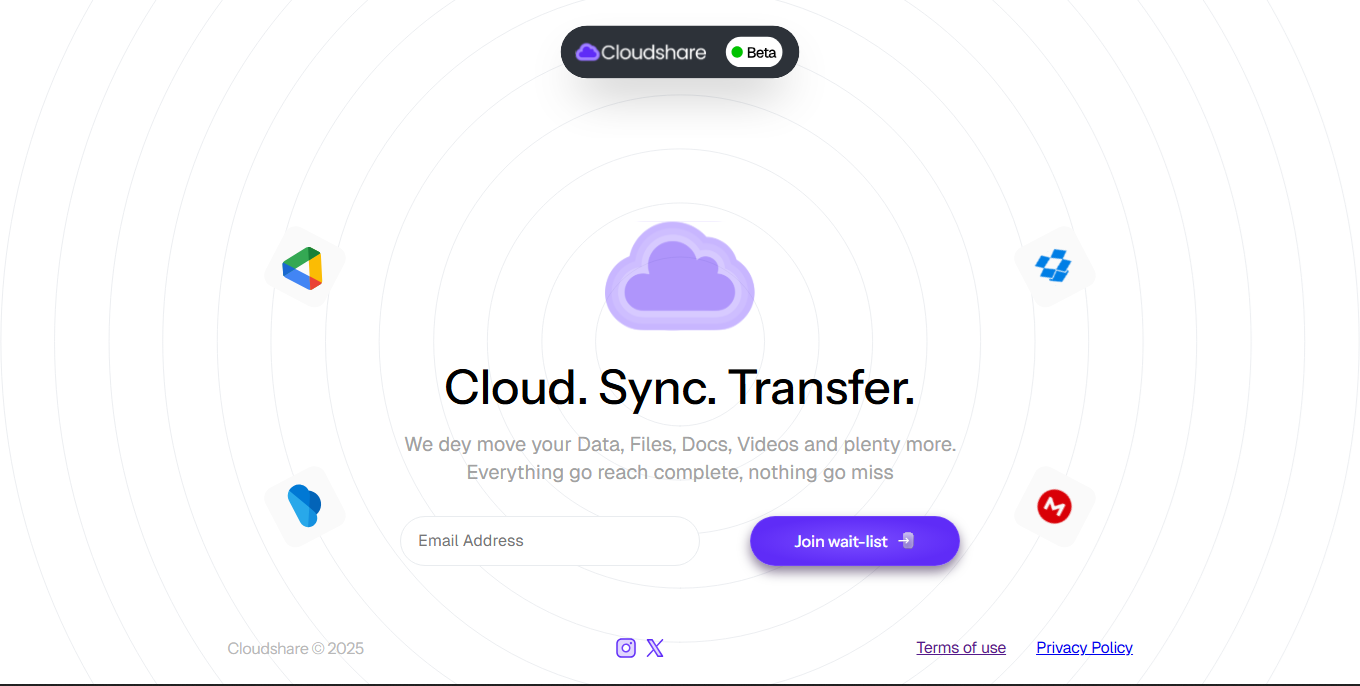 Cloudshare Beta
Cloud. Sync. Transfer.
We dey move your Data, Files, Docs, Videos and plenty more.
Everything go reach complete, nothing go miss
Email Address
Join wait-list
Cloudshare © 2025
Terms of use
Privacy Policy